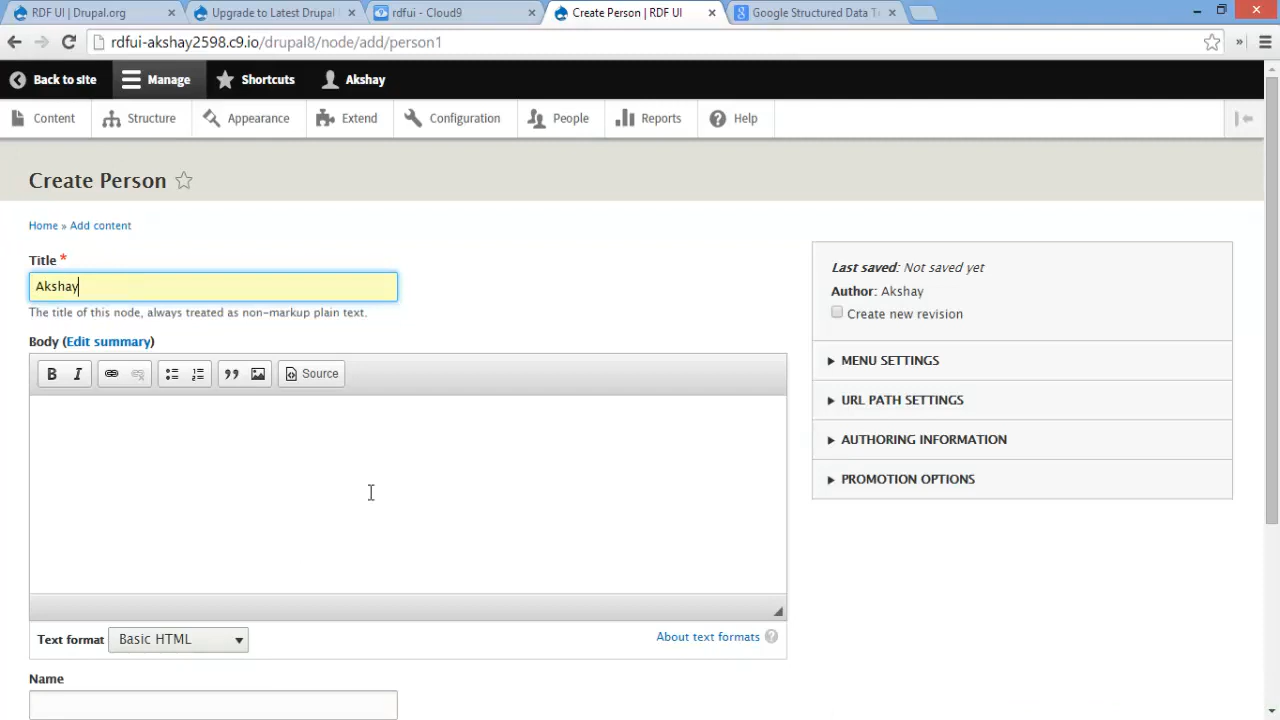 RDF UI | Drupal.org
Upgrade to Latest Drupal
rdfui - Cloud9
Create Person | RDF UI
Google Structured Data T
rdfui-akshay2598.c9.io/drupal8/node/add/person1
Back to site
Manage
Shortcuts
Akshay
Content
Structure
Appearance
Extend
Configuration
People
Reports
Help
Create Person
Home » Add content
Title *
Akshay
The title of this node, always treated as non-markup plain text.
Body (Edit summary)
B I
Source
Text format Basic HTML
About text formats ?
Name
Last saved: Not saved yet
Author: Akshay
Create new revision
MENU SETTINGS
URL PATH SETTINGS
AUTHORING INFORMATION
PROMOTION OPTIONS